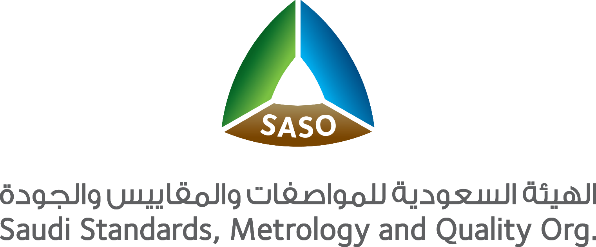 SASO
الهيئة السعودية للمواصفات والمقاييس والجودة
Saudi Standards, Metrology and Quality Org.